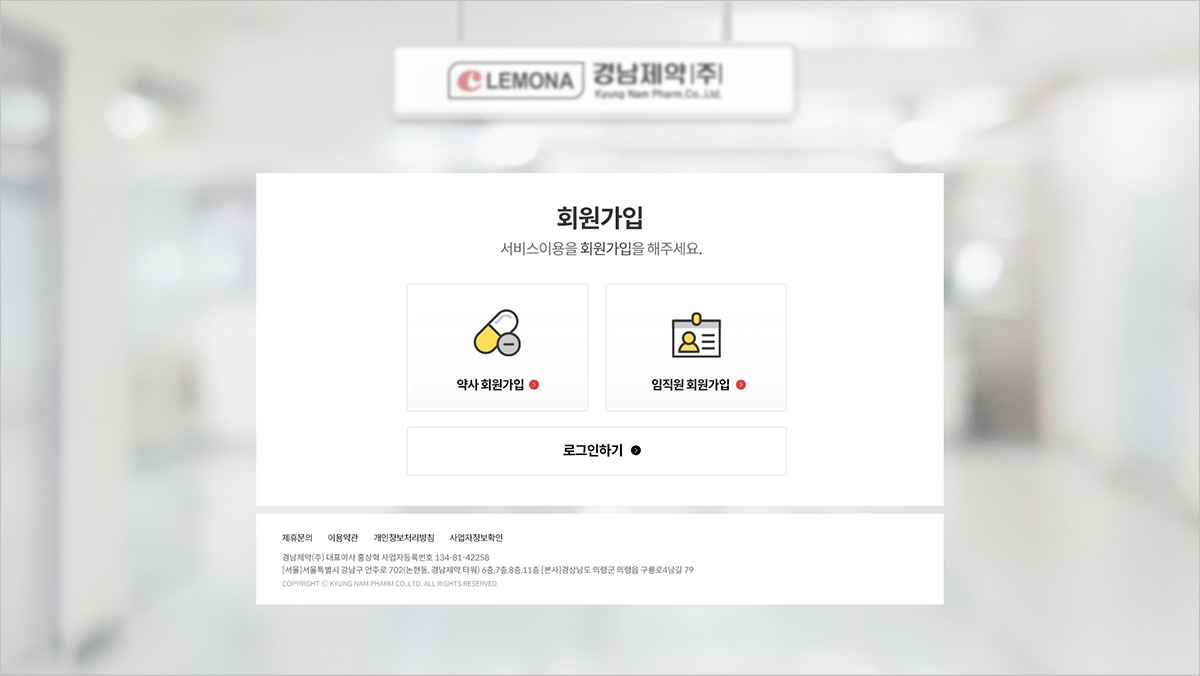 LEMONA 경남제약(주)
Kyung Nam Pharm.Co.,Ltd.
회원가입
서비스이용을 회원가입을 해주세요.
약사 회원가입
임직원 회원가입
로그인하기
제휴문의 이용약관 개인정보처리방침 사업자정보확인
경남제약(주) 대표이사 홍상혁 사업자등록번호 134-81-42258
[서울]서울특별시 강남구 언주로 702(논현동, 경남제약 타워) 6층,7층,8층,11층 [본사]경상남도 의령군 의령읍 구룡로4남길 79
COPYRIGHT ⓒ KYUNG NAM PHARM CO.,LTD. ALL RIGHTS RESERVED.